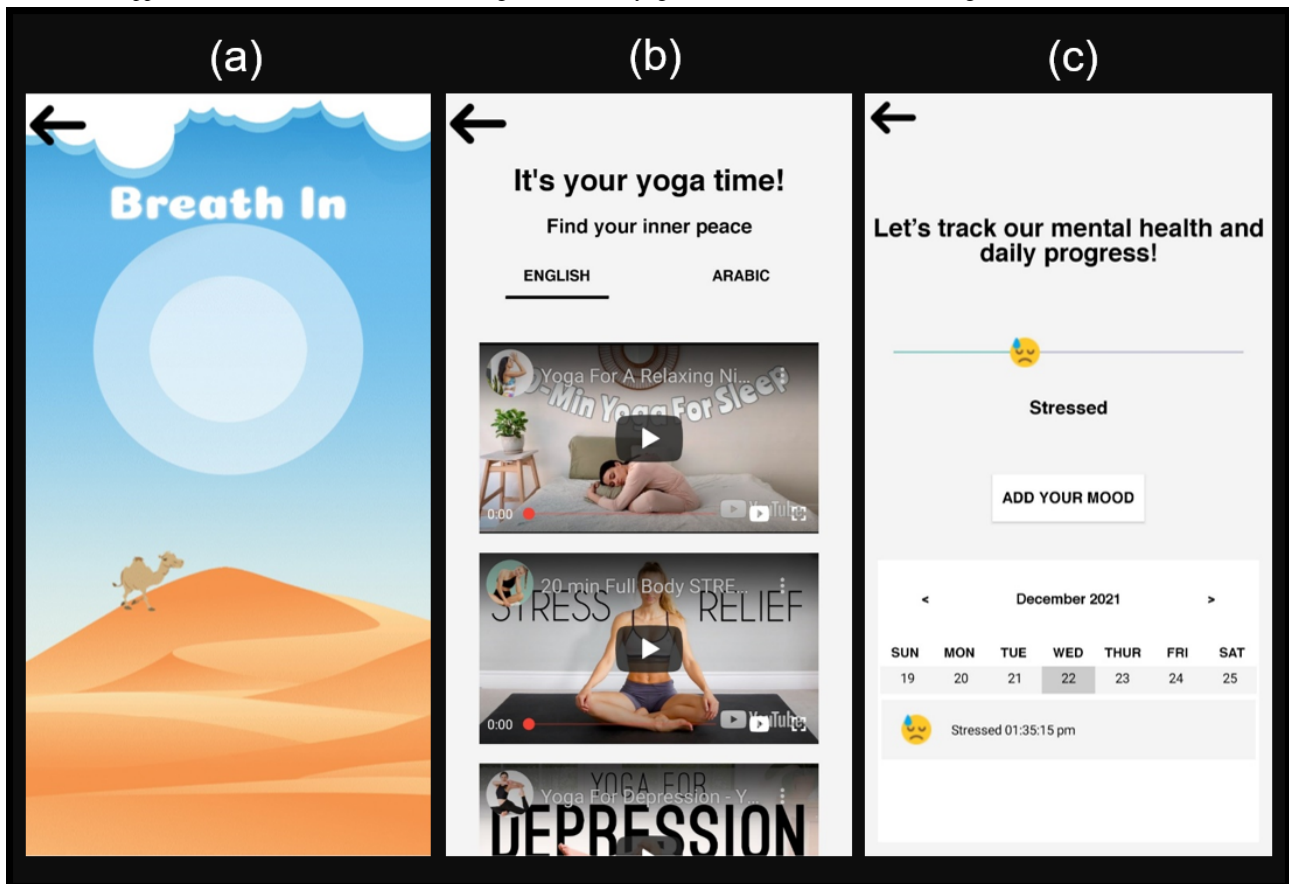 (a)
Breath In
(b)
It's your yoga time!
Find your inner peace
ENGLISH ARABIC
Yoga For A Relaxing Ni...
-Min Yoga For Sleep
0:00 YouTube
20 min Full Body STRE...
STRESS RELIEF
0:00 YouTube
YOGA FOR
Yoga For Depression - Y...
DEPRESSION
(c)
Let’s track our mental health and
daily progress!
Stressed
ADD YOUR MOOD
< December 2021 >
SUN MON TUE WED THUR FRI SAT
19 20 21 22 23 24 25
Stressed 01:35:15 pm